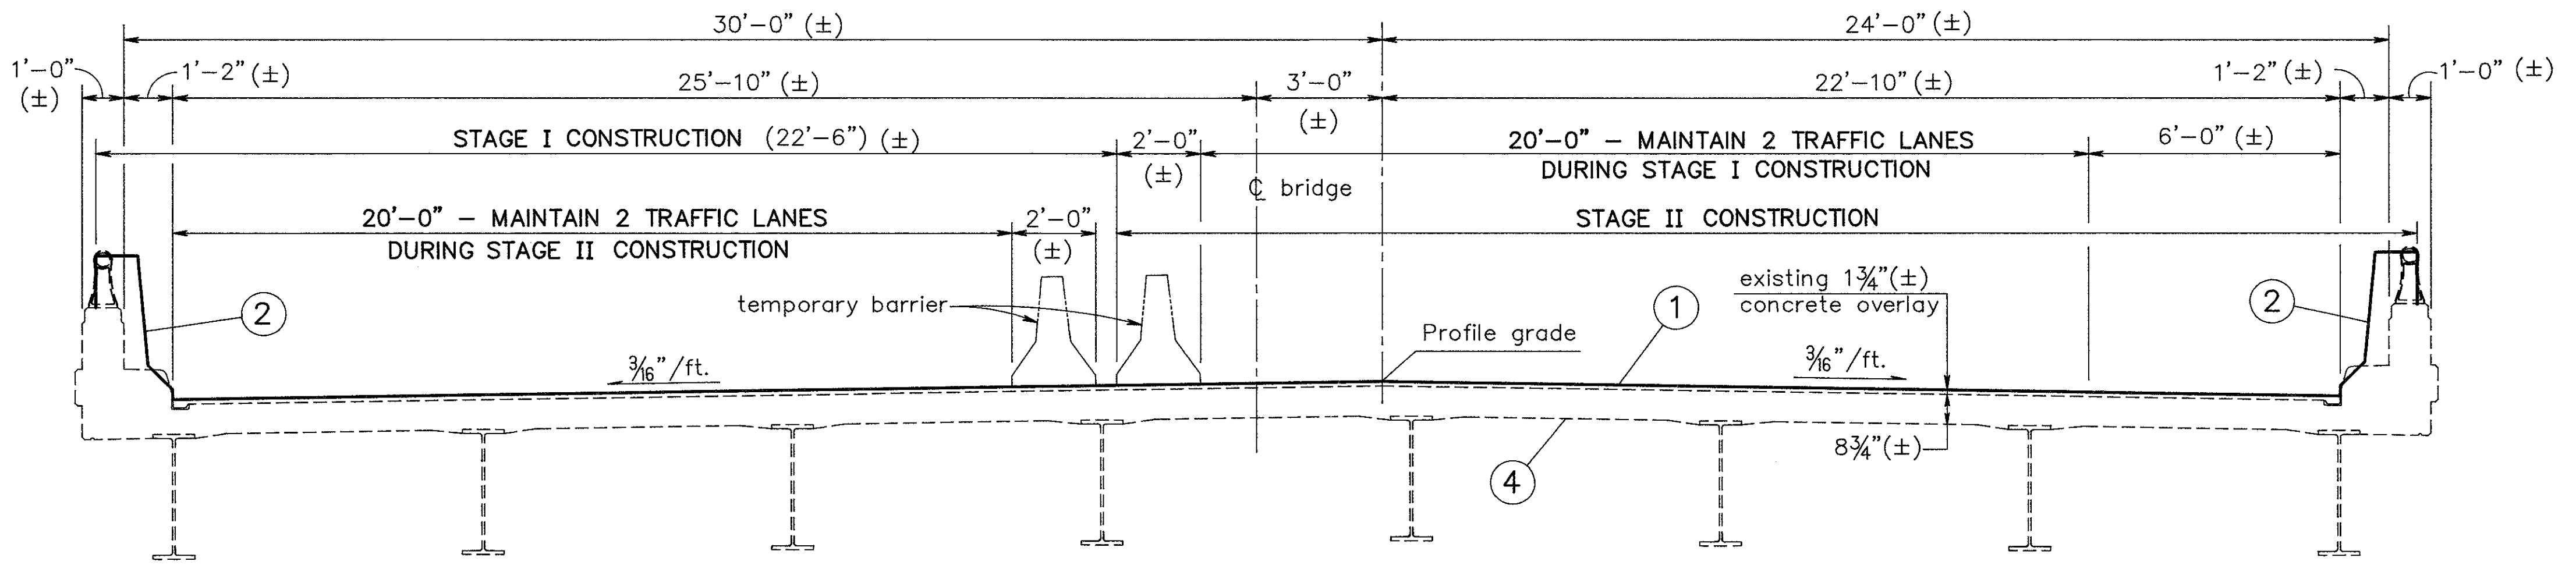 30'-0" (±)
24'-0" (±)
1'-0"
(±)
1'-2" (±)
25'-10" (±)
3'-0"
(±)
22'-10" (±)
1'-2" (±)
1'-0" (±)
STAGE I CONSTRUCTION (22'-6") (±)
2'-0"
(±)
20'-0" - MAINTAIN 2 TRAFFIC LANES
DURING STAGE I CONSTRUCTION
6'-0" (±)
℄ bridge
20'-0" - MAINTAIN 2 TRAFFIC LANES
DURING STAGE II CONSTRUCTION
2'-0"
(±)
STAGE II CONSTRUCTION
existing 1¾"(±)
concrete overlay
temporary barrier
2
1
2
Profile grade
3/16"/ft.
3/16"/ft.
8¾"(±)
4